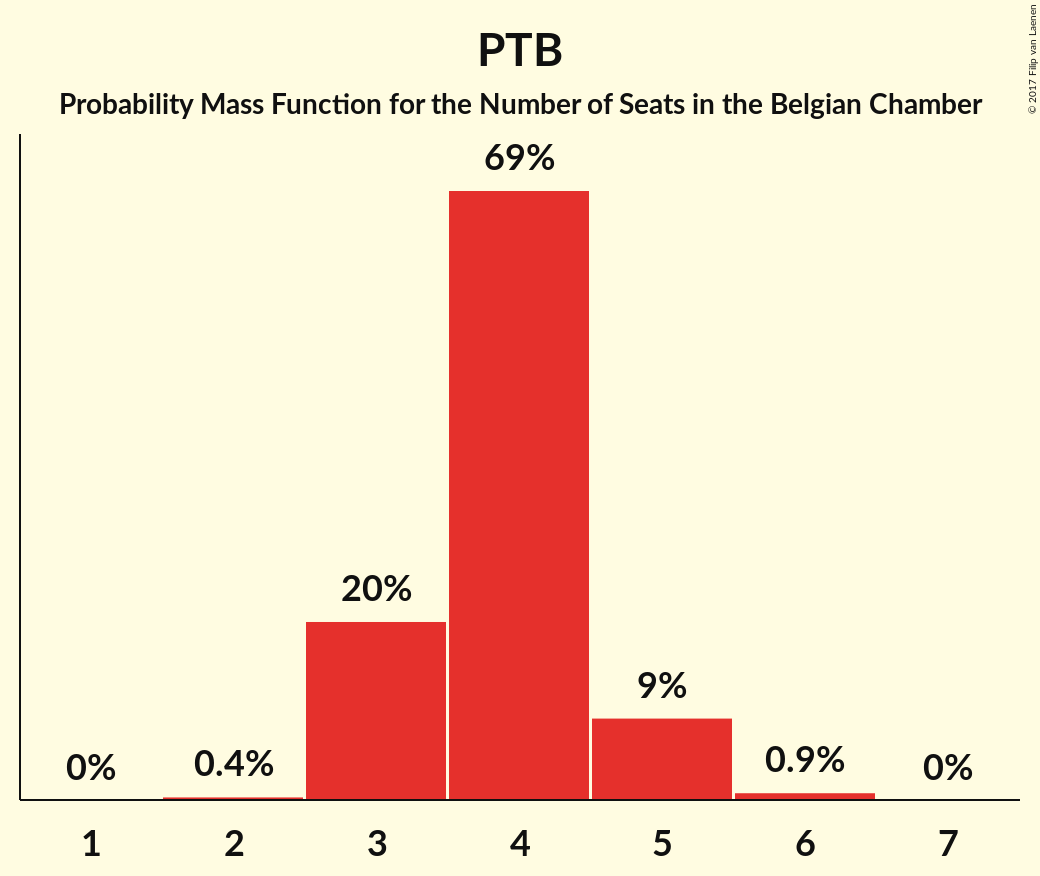 PTB
Probability Mass Function for the Number of Seats in the Belgian Chamber
© 2017 Filip van Laenen
69%
20%
9%
0%
0.4%
0.9%
0%
1 2 3 4 5 6 7